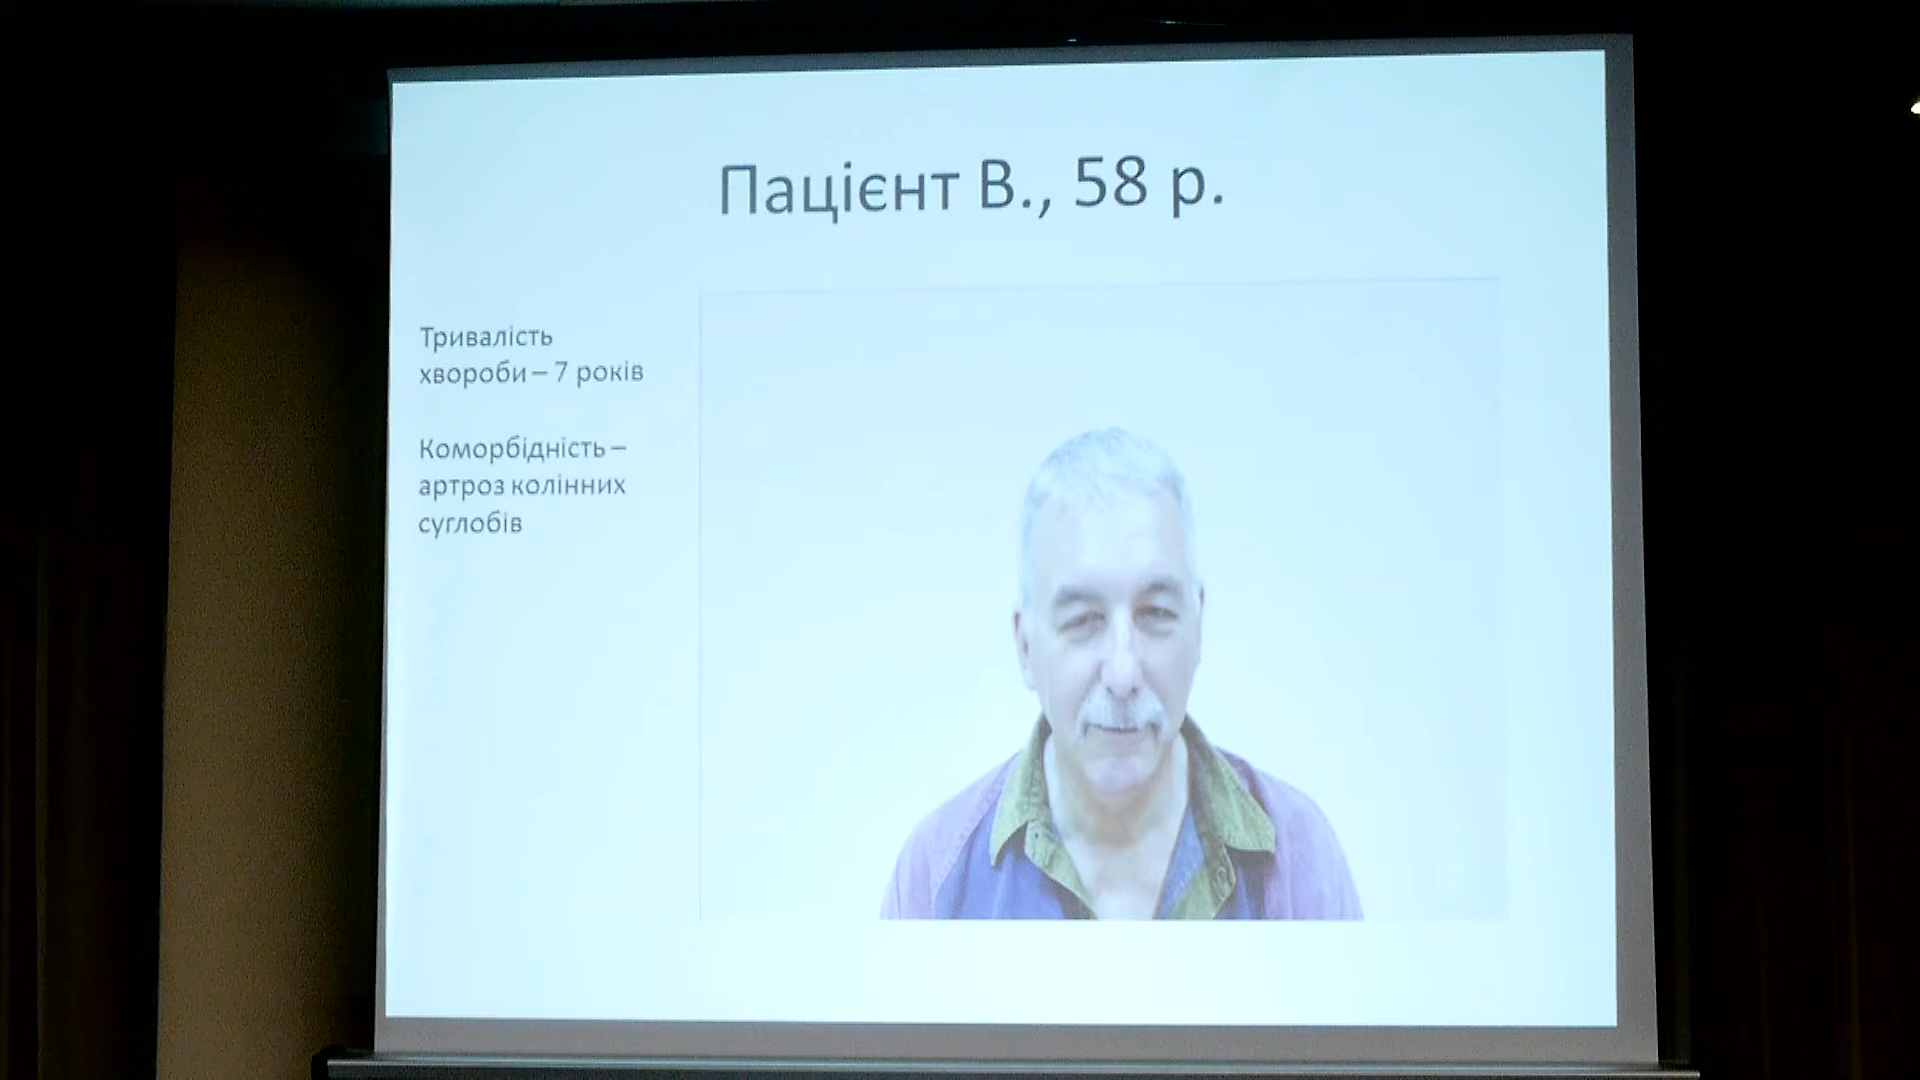 Пацієнт В., 58 р.
Тривалість
хвороби – 7 років
Коморбідність –
артроз колінних
суглобів